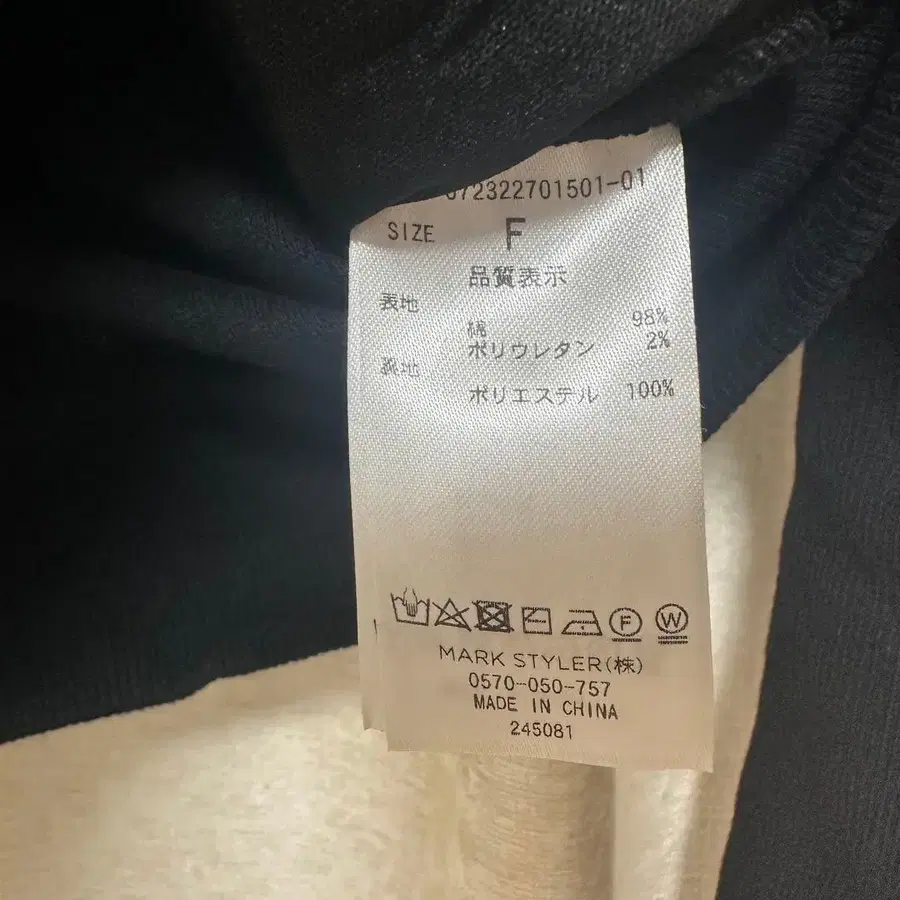 072322701501-01
SIZE F
品質表示
表地
綿 98%
ポリウレタン 2%
裏地
ポリエステル 100%
F W
MARK STYLER(株)
0570-050-757
MADE IN CHINA
245081